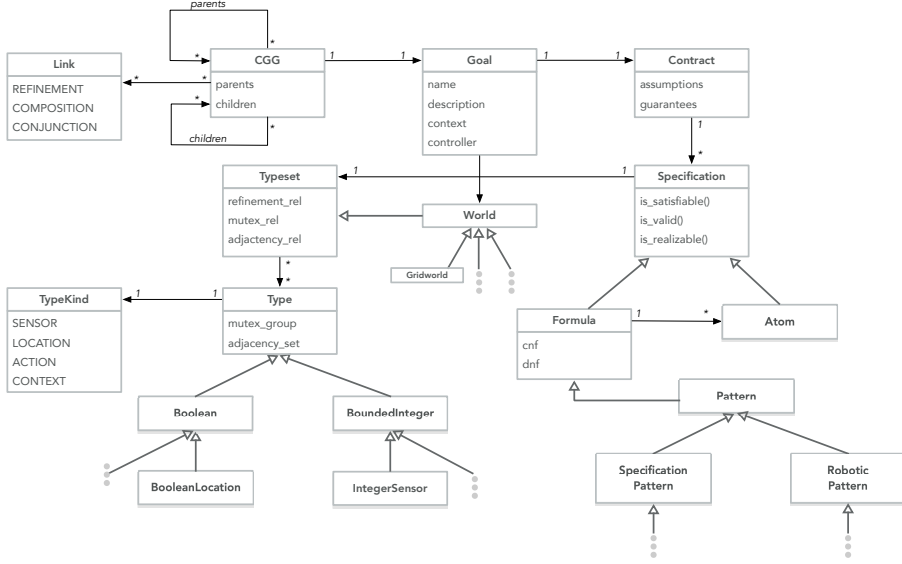 parents
Link
REFINEMENT
COMPOSITION
CONJUNCTION
* *
* *
CGG
parents
children
* *
children
1 1
Goal
name
description
context
controller
1 1
Contract
assumptions
guarantees
1
*
Typeset
refinement_rel
mutex_rel
adjactency_rel
1 1
Specification
is_satisfiable()
is_valid()
is_realizable()
World
Gridworld
*
*
TypeKind
SENSOR
LOCATION
ACTION
CONTEXT
1 1
Type
mutex_group
adjacency_set
Formula
cnf
dnf
1 *
Atom
Boolean
BoundedInteger
Pattern
BooleanLocation
IntegerSensor
Specification
Pattern
Robotic
Pattern